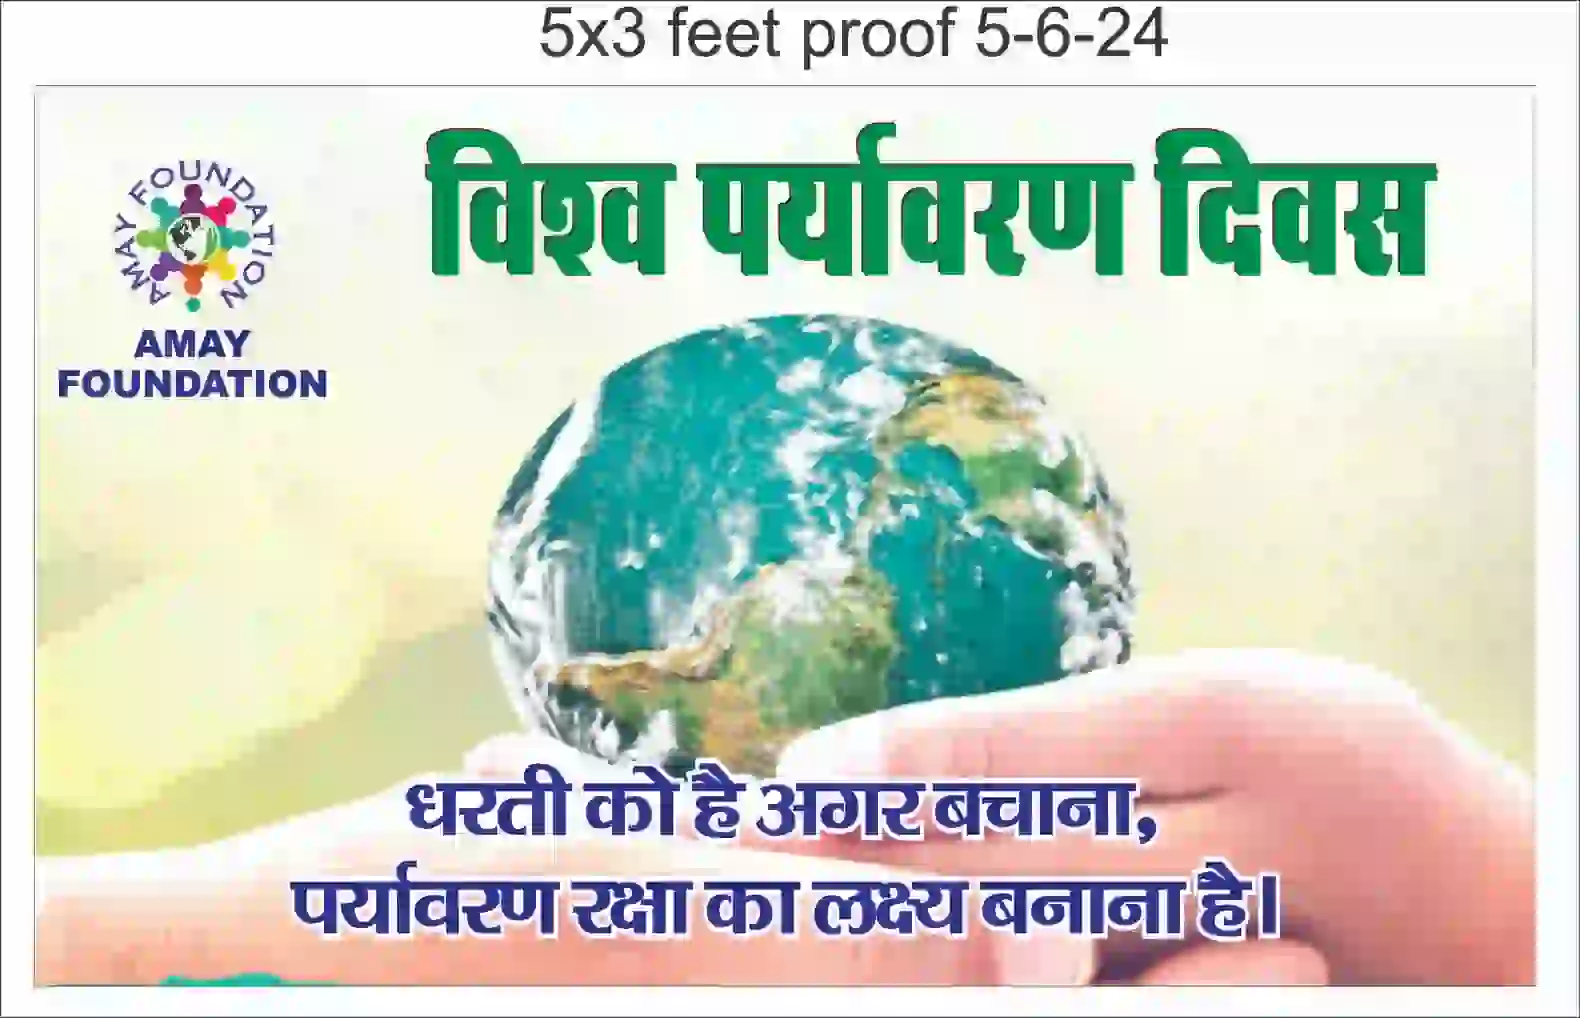 5x3 feet proof 5-6-24
विश्व पर्यावरण दिवस
AMAY FOUNDATION
AMAY
FOUNDATION
धरती को है अगर बचाना,
पर्यावरण रक्षा का लक्ष्य बनाना है।